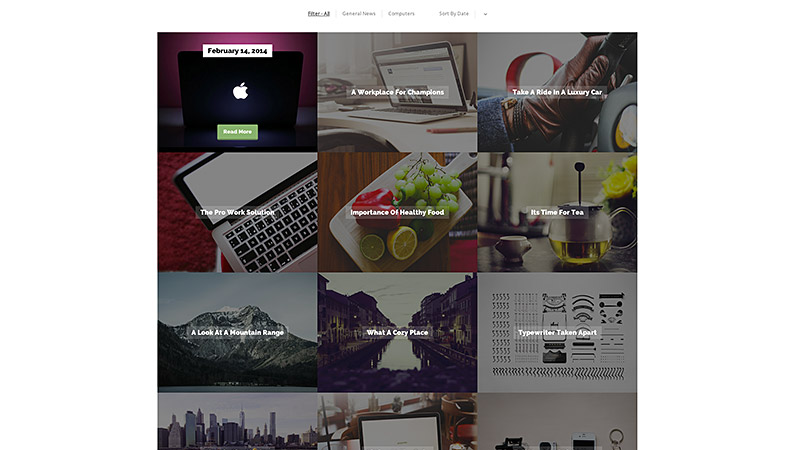 Filter - All
General News
Computers
Sort By Date
February 14, 2014
Read More
A Workplace For Champions
Take A Ride In A Luxury Car
The Pro Work Solution
Importance Of Healthy Food
Its Time For Tea
A Look At A Mountain Range
What A Cozy Place
Typewriter Taken Apart